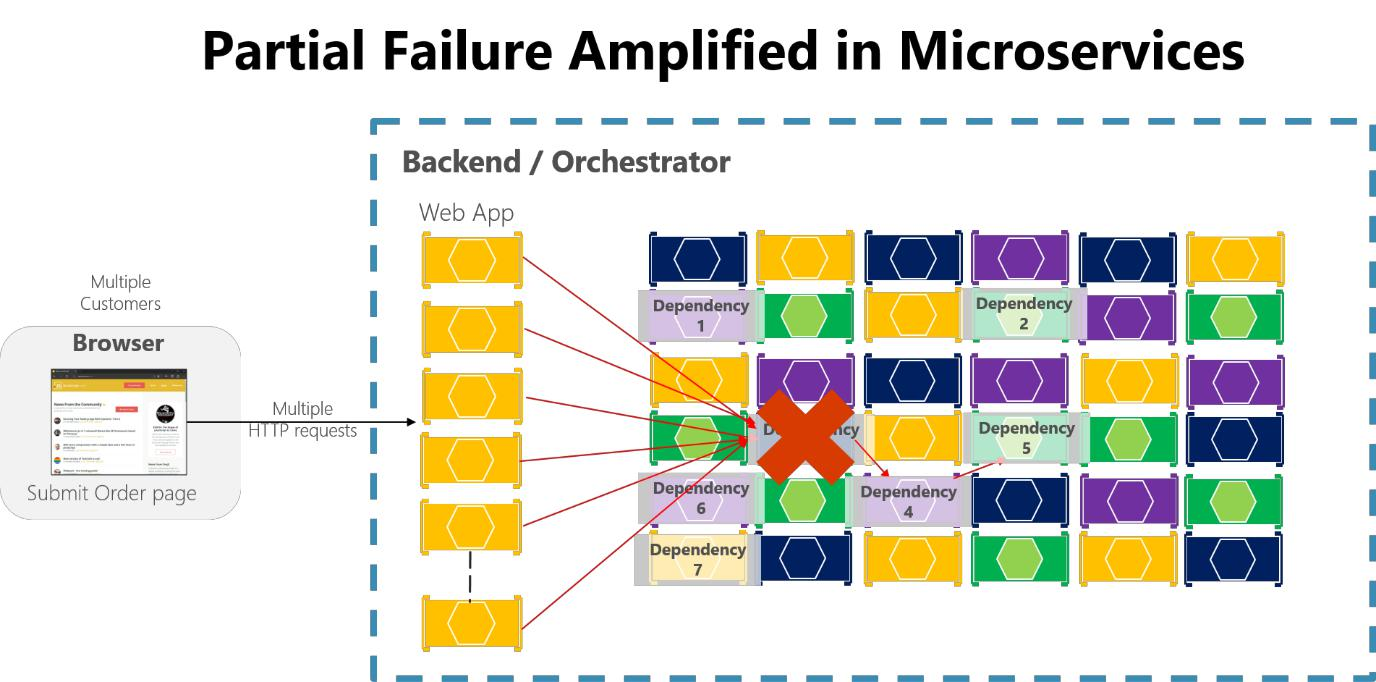 Partial Failure Amplified in Microservices
Backend / Orchestrator
Web App
Multiple
Customers
Browser
Submit Order page
Multiple
HTTP requests
Dependency
1
Dependency
2
Dependency
5
Dependency
6
Dependency
4
Dependency
7